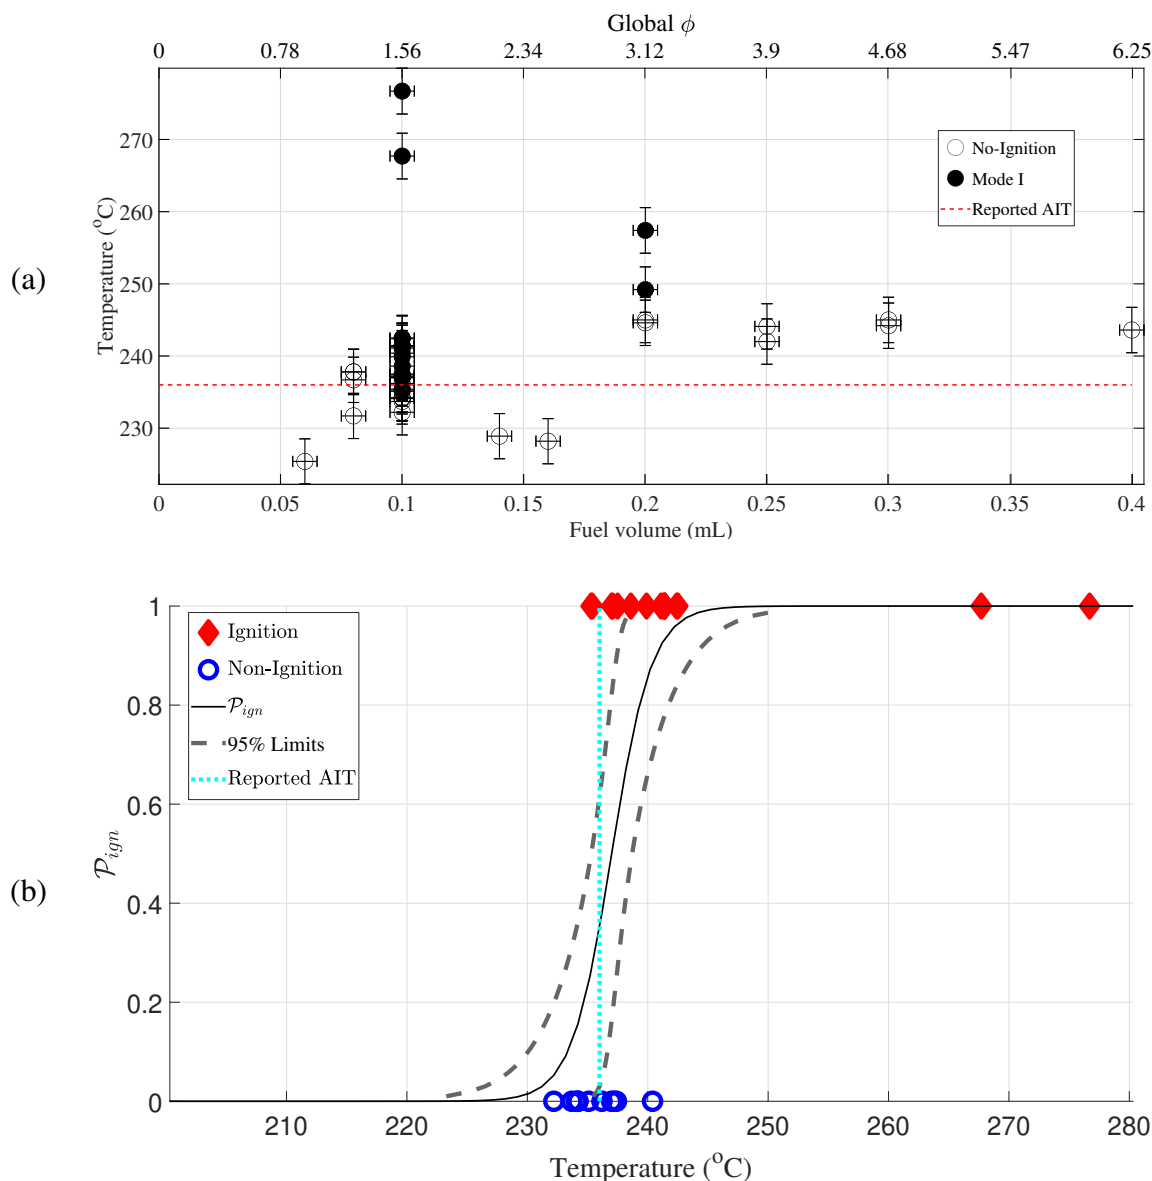 Global ϕ
0 0.78 1.56 2.34 3.12 3.9 4.68 5.47 6.25
(a)
Temperature (°C)
270
260
250
240
230
No-Ignition
Mode I
Reported AIT
0 0.05 0.1 0.15 0.2 0.25 0.3 0.35 0.4
Fuel volume (mL)
(b)
𝒫ign
1
0.8
0.6
0.4
0.2
0
Ignition
Non-Ignition
𝒫ign
95% Limits
Reported AIT
210 220 230 240 250 260 270 280
Temperature (°C)